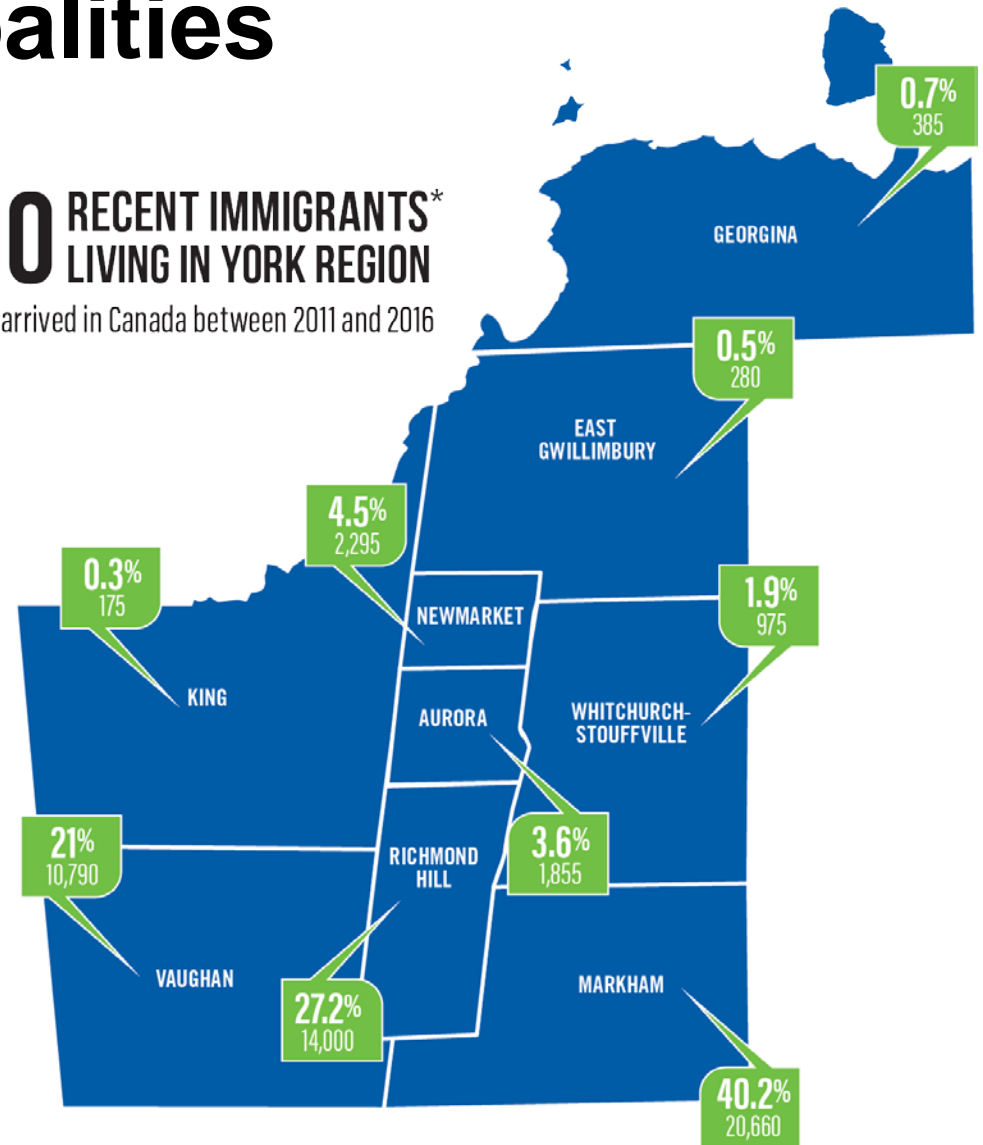 alities
0 RECENT IMMIGRANTS*
LIVING IN YORK REGION
arrived in Canada between 2011 and 2016
0.7%
385
GEORGINA
0.5%
280
EAST
GWILLIMBURY
4.5%
2,295
0.3%
175
NEWMARKET
1.9%
975
KING
AURORA
WHITCHURCH-
STOUFFVILLE
21%
10,790
RICHMOND
HILL
3.6%
1,855
VAUGHAN
27.2%
14,000
MARKHAM
40.2%
20,660